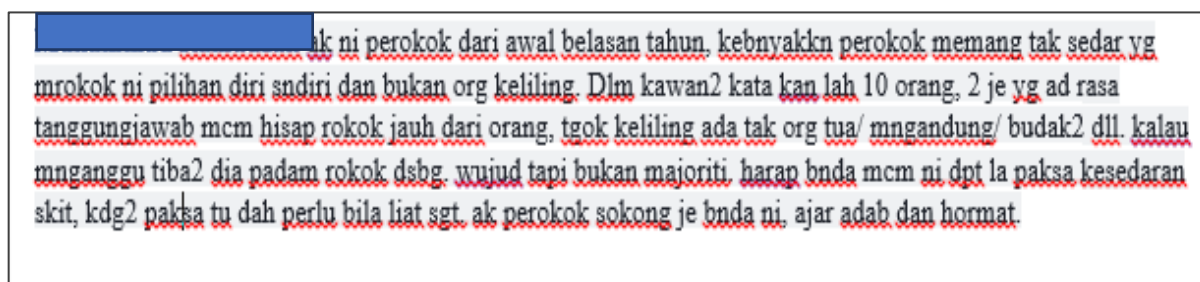 ak ni perokok dari awal belasan tahun, kebnyakkn perokok memang tak sedar yg
mrokok ni pilihan diri sndiri dan bukan org keliling. Dlm kawan2 kata kan lah 10 orang, 2 je yg ad rasa
tanggungjawab mcm hisap rokok jauh dari orang, tgok keliling ada tak org tua/ mngandung/ budak2 dll. kalau
mnganggu tiba2 dia padam rokok dsbg. wujud tapi bukan majoriti. harap bnda mcm ni dpt la paksa kesedaran
skit, kdg2 paksa tu dah perlu bila liat sgt. ak perokok sokong je bnda ni, ajar adab dan hormat.